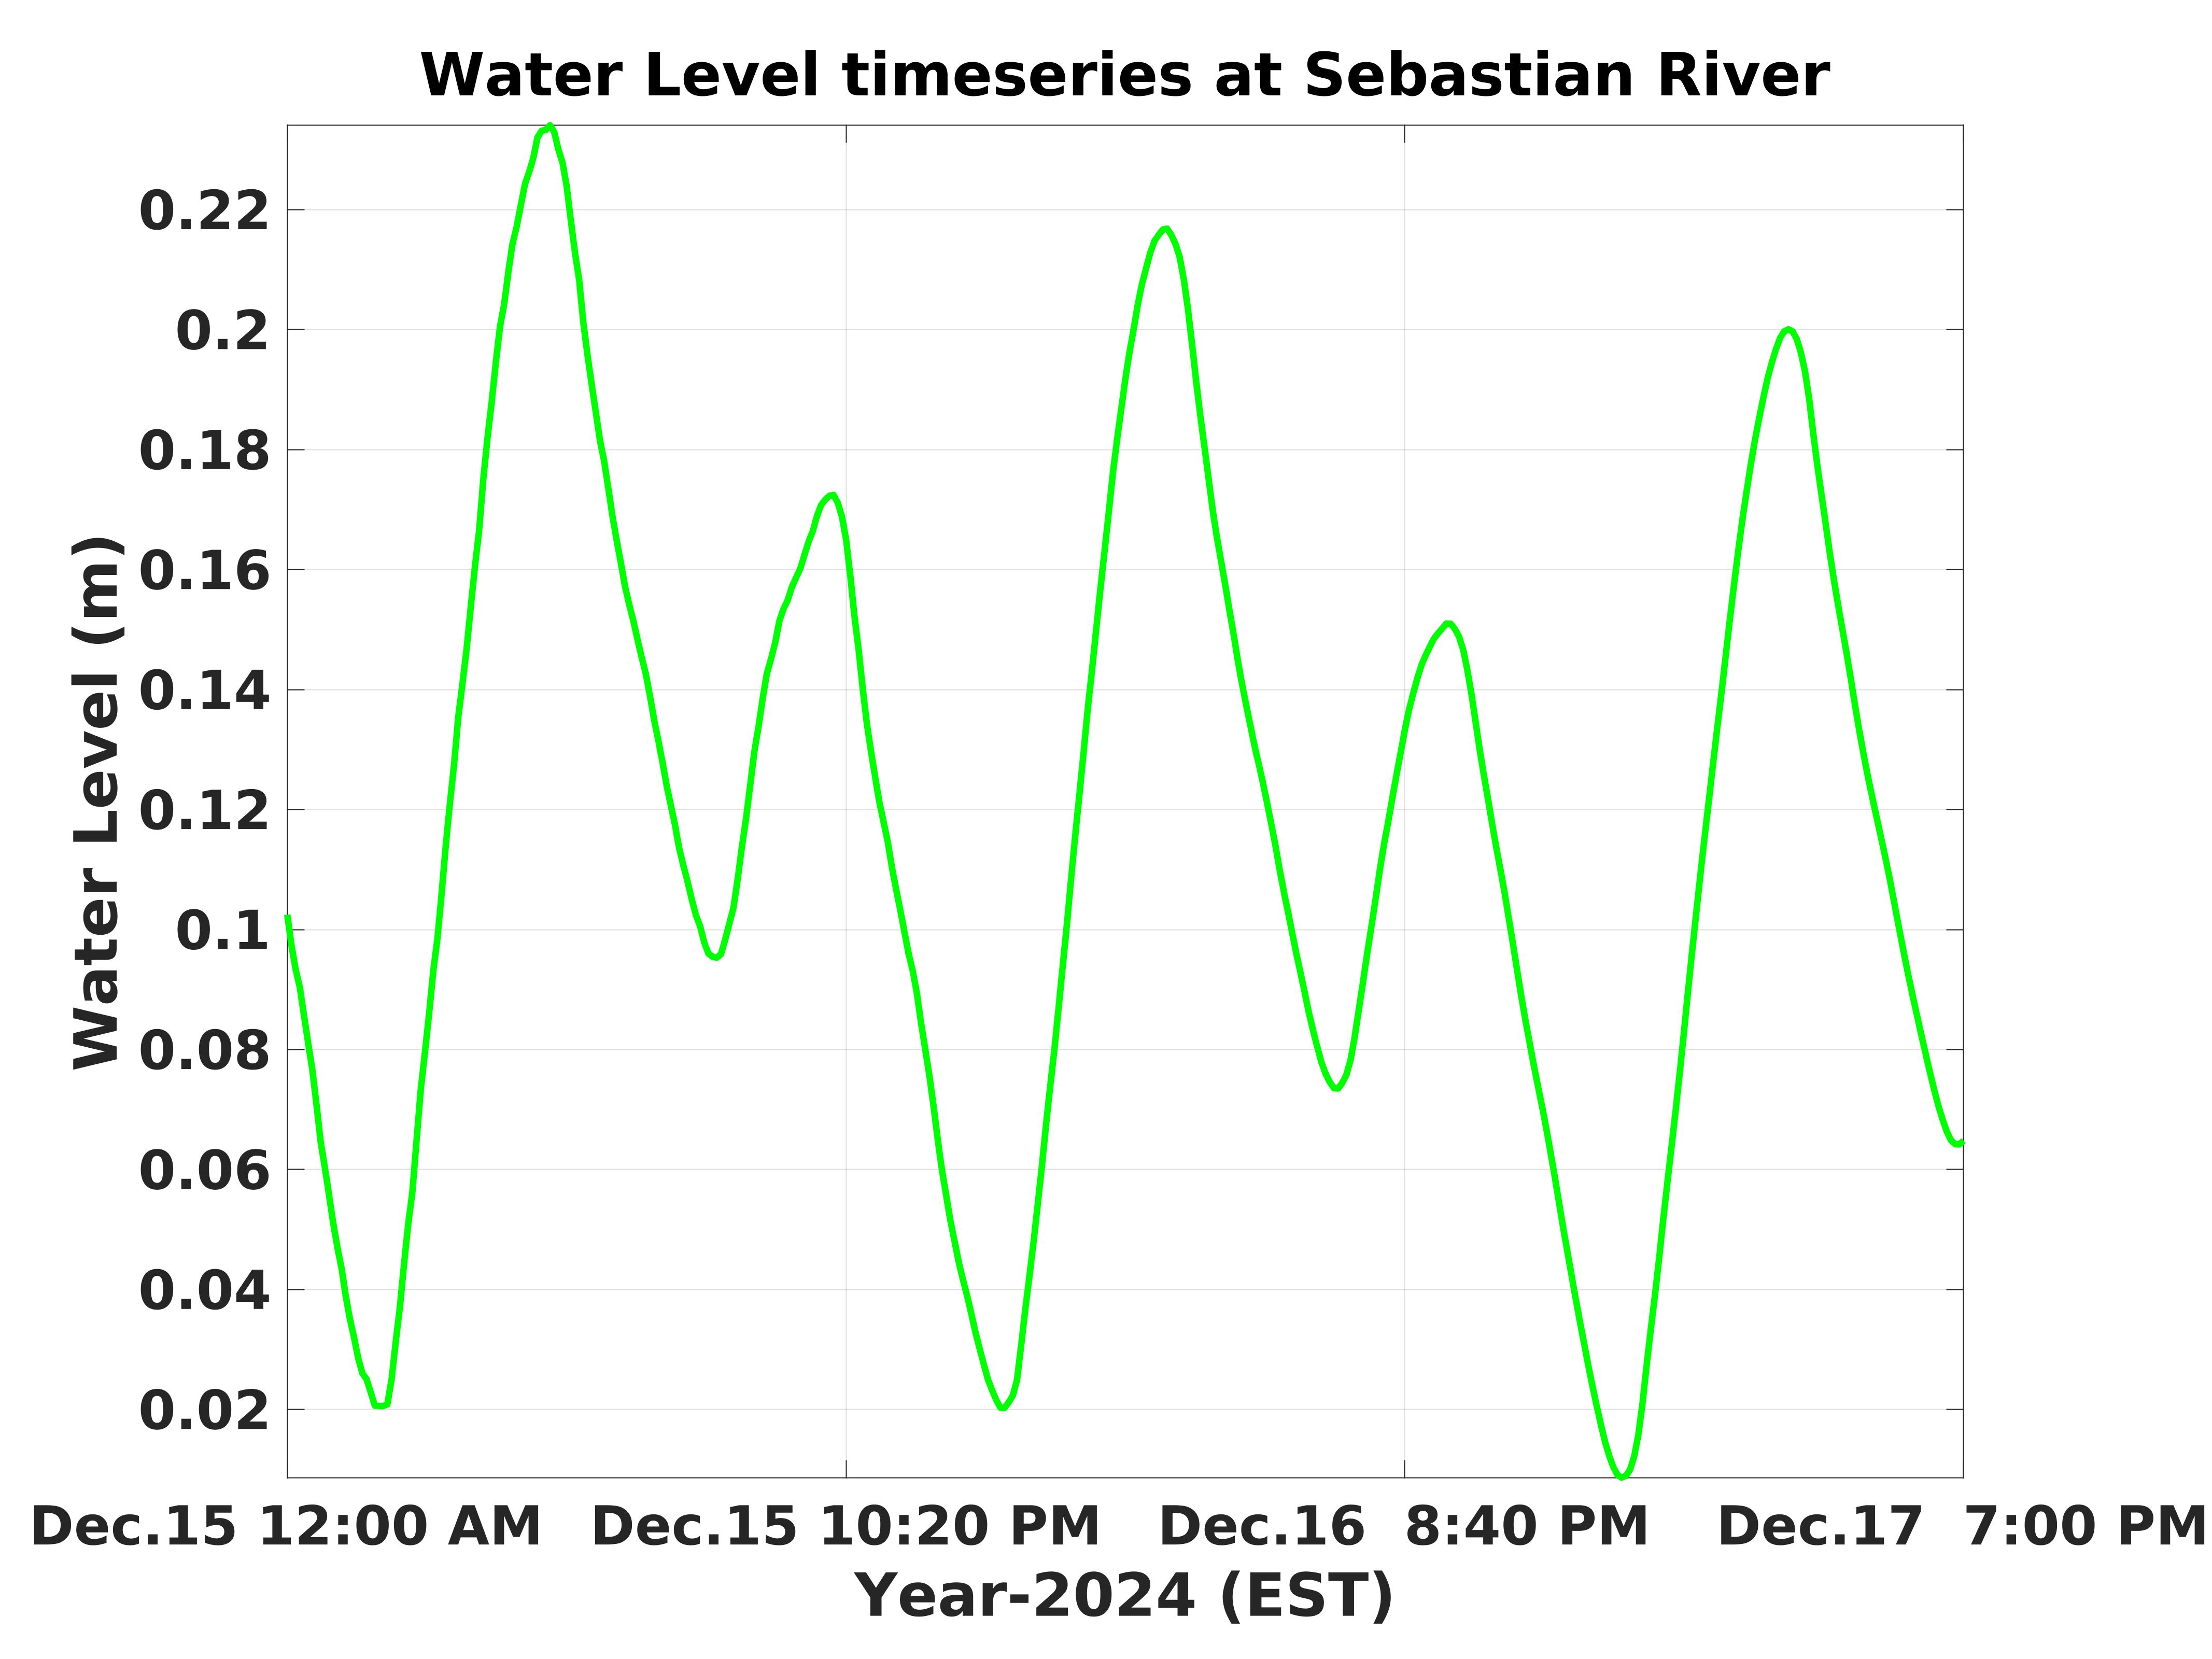 Water Level timeseries at Sebastian River
Water Level (m)
0.22
0.2
0.18
0.16
0.14
0.12
0.1
0.08
0.06
0.04
0.02
Dec.15 12:00 AM Dec.15 10:20 PM Dec.16 8:40 PM Dec.17 7:00 PM
Year-2024 (EST)